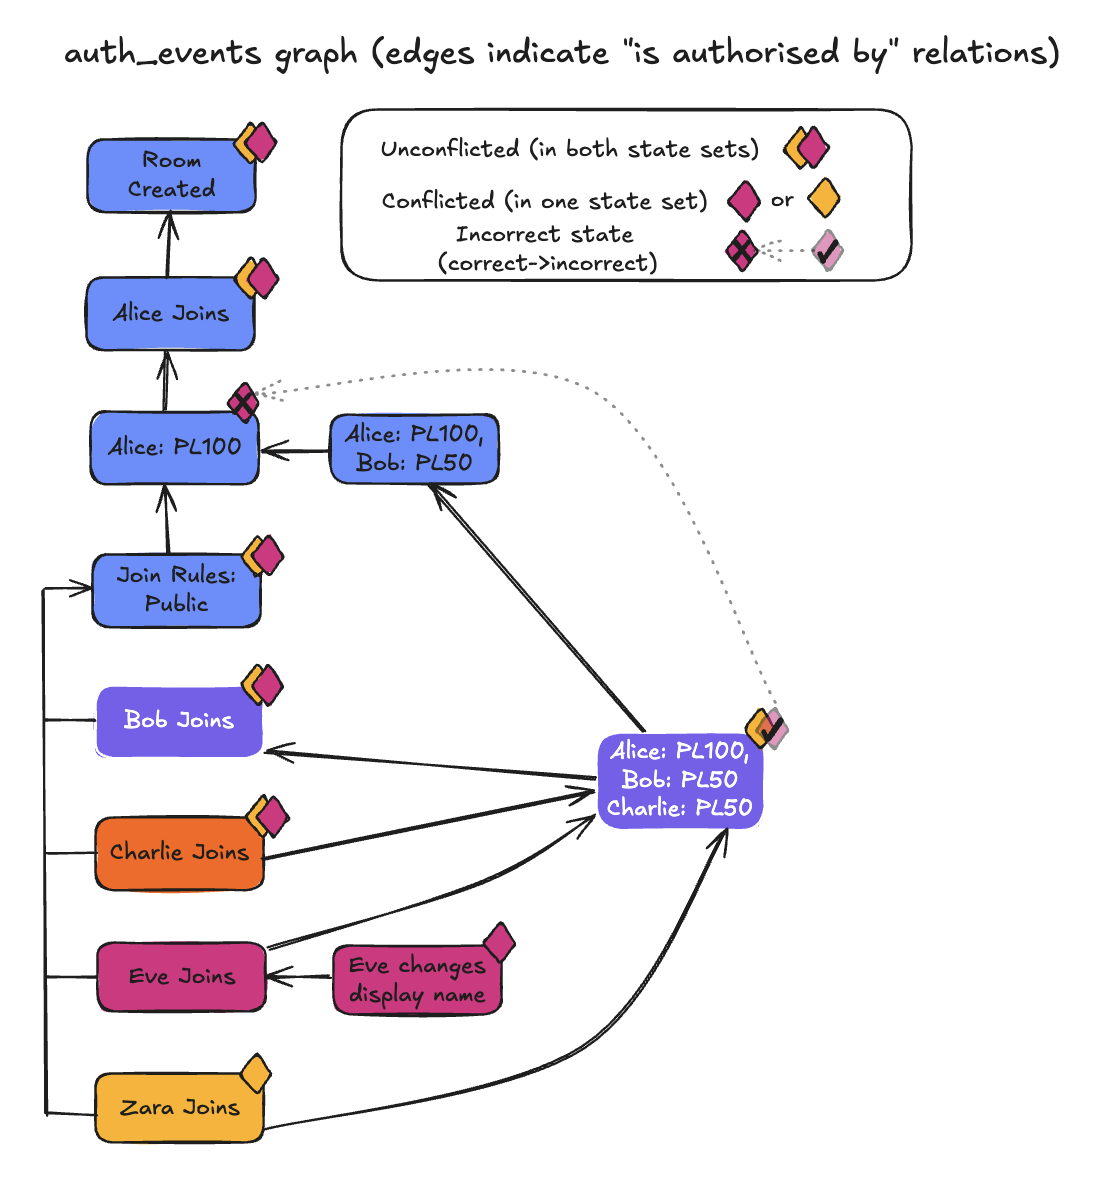 auth_events graph (edges indicate "is authorised by" relations)
Unconflicted (in both state sets)
Conflicted (in one state set)
or
Incorrect state
(correct->incorrect)
Room
Created
Alice Joins
Alice: PL100
Alice: PL100,
Bob: PL50
Join Rules:
Public
Bob Joins
Alice: PL100,
Bob: PL50
Charlie: PL50
Charlie Joins
Eve Joins
Eve changes
display name
Zara Joins